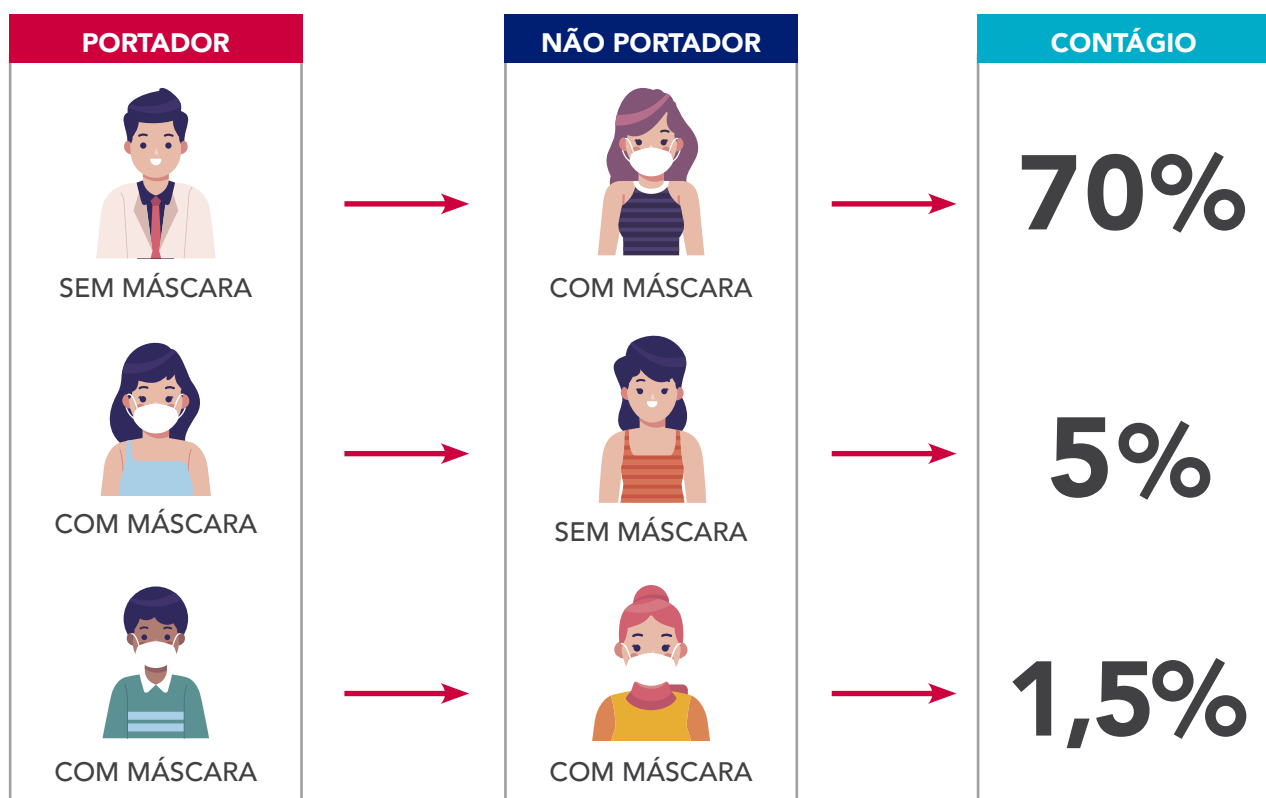 PORTADOR
NÃO PORTADOR
CONTÁGIO
70%
SEM MÁSCARA
COM MÁSCARA
5%
COM MÁSCARA
SEM MÁSCARA
1,5%
COM MÁSCARA
COM MÁSCARA